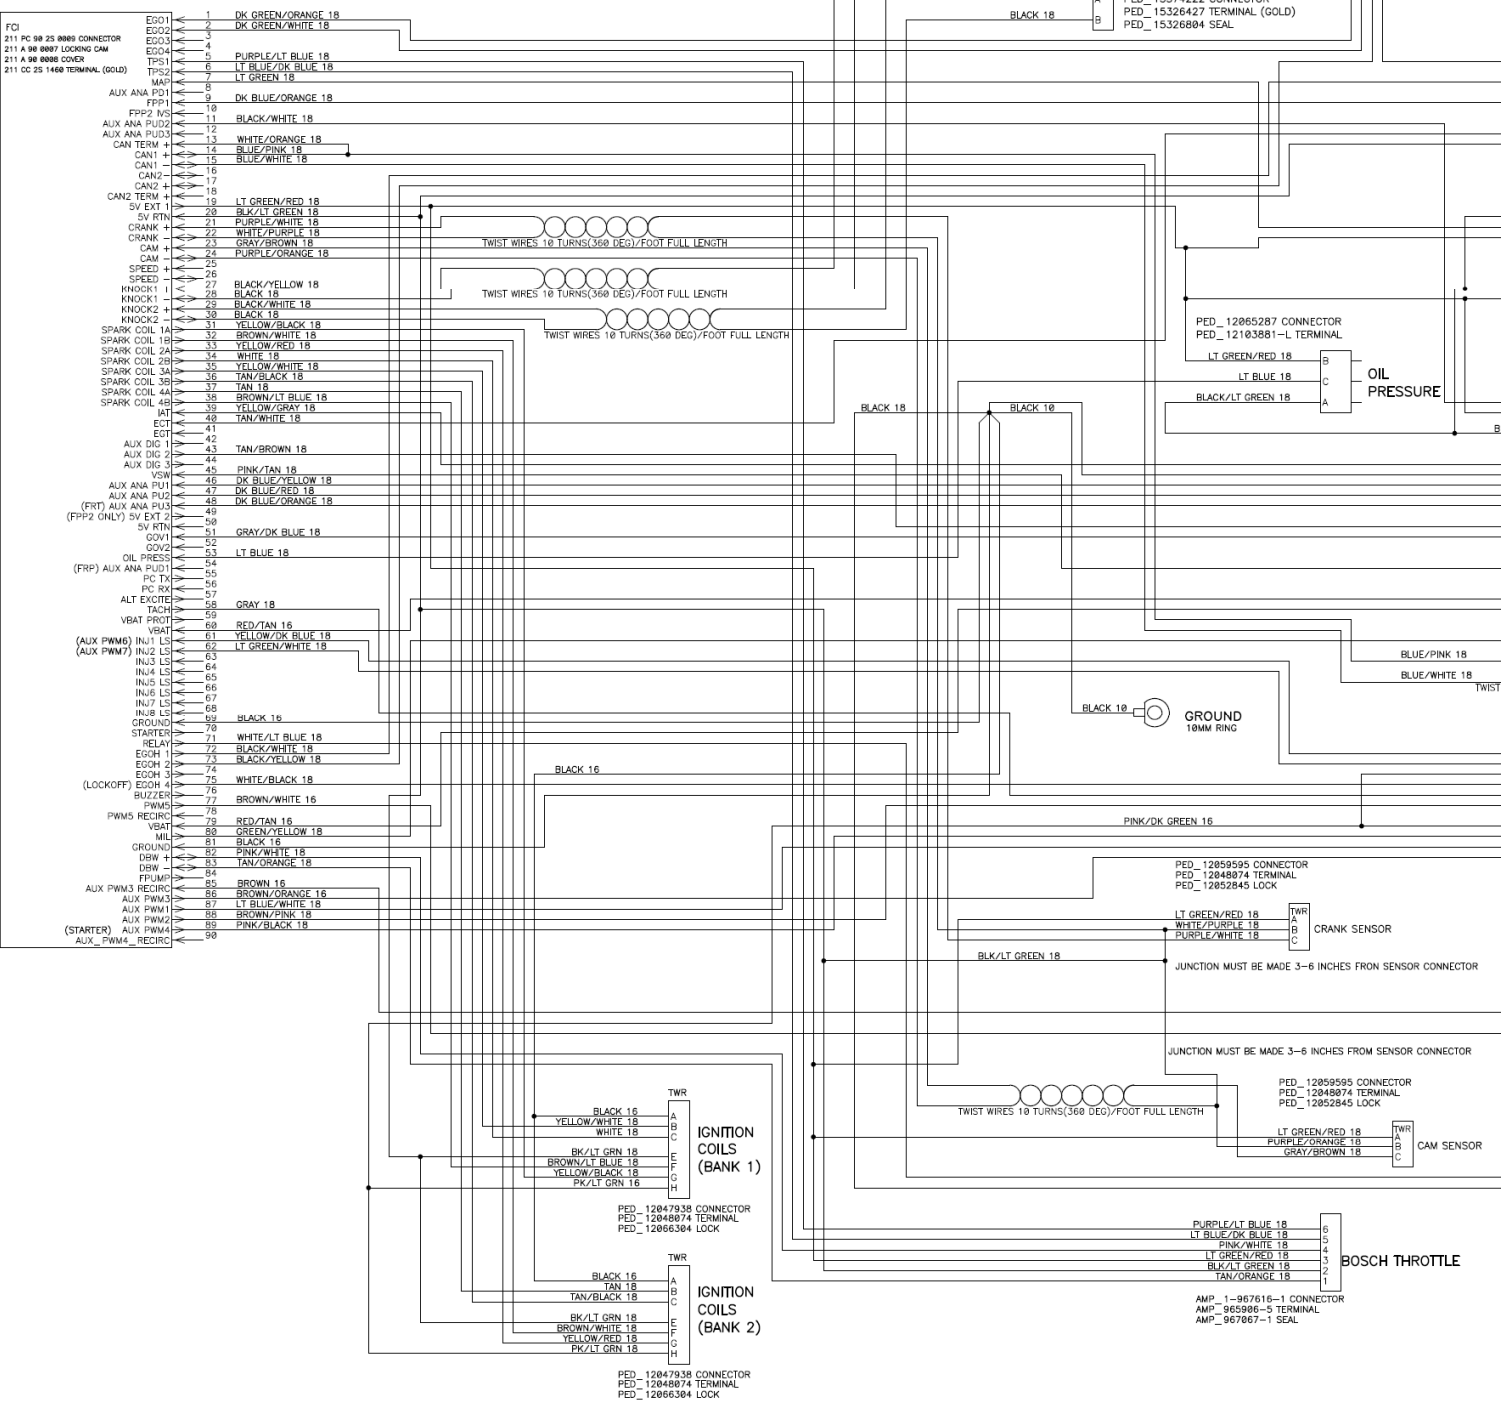 FCI
211 PC 90 2S 0009 CONNECTOR
211 A 90 0007 LOCKING CAM
211 A 90 0008 COVER
211 CC 2S 1460 TERMINAL (GOLD)
EGO1 1 DK GREEN/ORANGE 18
EGO2 2 DK GREEN/WHITE 18
EGO3 3
EGO4 4
TPS1 5 PURPLE/LT BLUE 18
TPS2 6 LT BLUE/DK BLUE 18
MAP 7 LT GREEN 18
AUX ANA PD1 8
FPP1 9 DK BLUE/ORANGE 18
FPP2 IVS 10
AUX ANA PUD2 11 BLACK/WHITE 18
AUX ANA PUD3 12
CAN TERM + 13 WHITE/ORANGE 18
CAN1 + 14 BLUE/PINK 18
CAN1 - 15 BLUE/WHITE 18
CAN2- 16
CAN2 + 17
CAN2 TERM + 18
5V EXT 1 19 LT GREEN/RED 18
5V RTN 20 BLK/LT GREEN 18
CRANK + 21 PURPLE/WHITE 18
CRANK - 22 WHITE/PURPLE 18
CAM + 23 GRAY/BROWN 18
CAM - 24 PURPLE/ORANGE 18
SPEED + 25
SPEED - 26
KNOCK1 + 27 BLACK/YELLOW 18
KNOCK1 - 28 BLACK 18
KNOCK2 + 29 BLACK/WHITE 18
KNOCK2 - 30 BLACK 18
SPARK COIL 1A 31 YELLOW/BLACK 18
SPARK COIL 1B 32 BROWN/WHITE 18
SPARK COIL 2A 33 YELLOW/RED 18
SPARK COIL 2B 34 WHITE 18
SPARK COIL 3A 35 YELLOW/WHITE 18
SPARK COIL 3B 36 TAN/BLACK 18
SPARK COIL 4A 37 TAN 18
SPARK COIL 4B 38 BROWN/LT BLUE 18
IAT 39 YELLOW/GRAY 18
ECT 40 TAN/WHITE 18
EGT 41
AUX DIG 1 42
AUX DIG 2 43 TAN/BROWN 18
AUX DIG 3 44
VSW 45 PINK/TAN 18
AUX ANA PU1 46 DK BLUE/YELLOW 18
AUX ANA PU2 47 DK BLUE/RED 18
(FRT) AUX ANA PU3 48 DK BLUE/ORANGE 18
(FPP2 ONLY) 5V EXT 2 49
5V RTN 50
GOV1 51 GRAY/DK BLUE 18
GOV2 52
OIL PRESS 53 LT BLUE 18
(FRP) AUX ANA PUD1 54
PC TX 55
PC RX 56
ALT EXCITE 57
TACH 58 GRAY 18
VBAT PROT 59
VBAT 60 RED/TAN 16
(AUX PWM6) INJ1 LS 61 YELLOW/DK BLUE 18
(AUX PWM7) INJ2 LS 62 LT GREEN/WHITE 18
INJ3 LS 63
INJ4 LS 64
INJ5 LS 65
INJ6 LS 66
INJ7 LS 67
INJ8 LS 68
GROUND 69 BLACK 16
STARTER 70
RELAY 71 WHITE/LT BLUE 18
EGOH 1 72 BLACK/WHITE 18
EGOH 2 73 BLACK/YELLOW 18
EGOH 3 74
(LOCKOFF) EGOH 4 75 WHITE/BLACK 18
BUZZER 76
PWM5 77 BROWN/WHITE 16
PWM5 RECIRC 78
VBAT 79 RED/TAN 16
MIL 80 GREEN/YELLOW 18
GROUND 81 BLACK 16
DBW + 82 PINK/WHITE 18
DBW - 83 TAN/ORANGE 18
FPUMP 84
AUX PWM3 RECIRC 85 BROWN 16
AUX PWM3 86 BROWN/ORANGE 16
AUX PWM1 87 LT BLUE/WHITE 18
AUX PWM2 88 BROWN/PINK 18
(STARTER) AUX PWM4 89 PINK/BLACK 18
AUX_PWM4_RECIRC 90
TWIST WIRES 10 TURNS(360 DEG)/FOOT FULL LENGTH
TWIST WIRES 10 TURNS(360 DEG)/FOOT FULL LENGTH
TWIST WIRES 10 TURNS(360 DEG)/FOOT FULL LENGTH
PED_15326427 TERMINAL (GOLD)
BLACK 18 B
PED_15326804 SEAL
PED_12065287 CONNECTOR
PED_12103881-L TERMINAL
LT GREEN/RED 18 B
LT BLUE 18 C
BLACK/LT GREEN 18 A
OIL
PRESSURE
BLACK 18
BLACK 10
B
BLUE/PINK 18
BLUE/WHITE 18
TWIST
BLACK 10
GROUND
10MM RING
BLACK 16
PINK/DK GREEN 16
PED_12059595 CONNECTOR
PED_12048074 TERMINAL
PED_12052845 LOCK
TWR
LT GREEN/RED 18 A
WHITE/PURPLE 18 B
PURPLE/WHITE 18 C
CRANK SENSOR
BLK/LT GREEN 18
JUNCTION MUST BE MADE 3-6 INCHES FRON SENSOR CONNECTOR
JUNCTION MUST BE MADE 3-6 INCHES FROM SENSOR CONNECTOR
PED_12059595 CONNECTOR
PED_12048074 TERMINAL
PED_12052845 LOCK
TWIST WIRES 10 TURNS(360 DEG)/FOOT FULL LENGTH
TWR
LT GREEN/RED 18 A
PURPLE/ORANGE 18 B
GRAY/BROWN 18 C
CAM SENSOR
TWR
BLACK 16 A
YELLOW/WHITE 18 B
WHITE 18 C
BK/LT GRN 18 E
BROWN/LT BLUE 18 F
YELLOW/BLACK 18 G
PK/LT GRN 16 H
IGNITION
COILS
(BANK 1)
PED_12047938 CONNECTOR
PED_12048074 TERMINAL
PED_12066304 LOCK
PURPLE/LT BLUE 18 6
LT BLUE/DK BLUE 18 5
PINK/WHITE 18 4
LT GREEN/RED 18 3
BLK/LT GREEN 18 2
TAN/ORANGE 18 1
BOSCH THROTTLE
AMP_1-967616-1 CONNECTOR
AMP_965906-5 TERMINAL
AMP_967067-1 SEAL
TWR
BLACK 16 A
TAN 18 B
TAN/BLACK 18 C
BK/LT GRN 18 E
BROWN/WHITE 18 F
YELLOW/RED 18 G
PK/LT GRN 18 H
IGNITION
COILS
(BANK 2)
PED_12047938 CONNECTOR
PED_12048074 TERMINAL
PED_12066304 LOCK